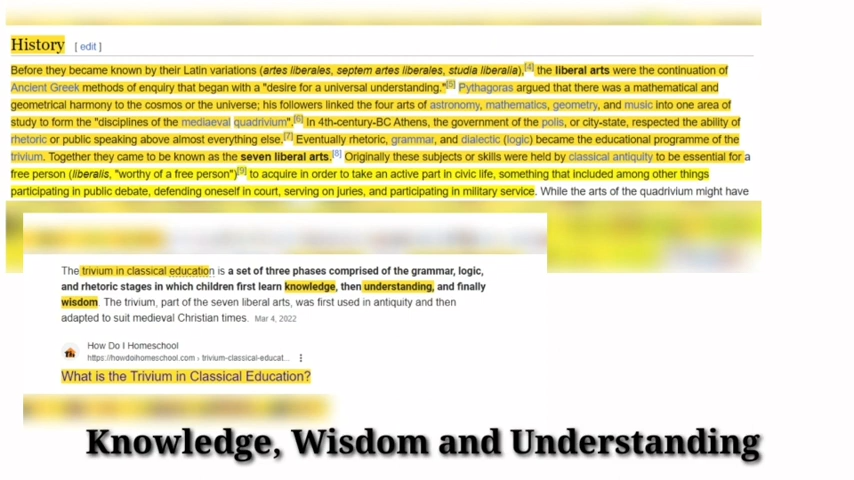 History [ edit ]
Before they became known by their Latin variations (artes liberales, septem artes liberales, studia liberalia),[4] the liberal arts were the continuation of
Ancient Greek methods of enquiry that began with a "desire for a universal understanding."[5] Pythagoras argued that there was a mathematical and
geometrical harmony to the cosmos or the universe; his followers linked the four arts of astronomy, mathematics, geometry, and music into one area of
study to form the "disciplines of the mediaeval quadrivium".[6] In 4th-century-BC Athens, the government of the polis, or city-state, respected the ability of
rhetoric or public speaking above almost everything else.[7] Eventually rhetoric, grammar, and dialectic (logic) became the educational programme of the
trivium. Together they came to be known as the seven liberal arts.[8] Originally these subjects or skills were held by classical antiquity to be essential for a
free person (liberalis, "worthy of a free person")[9] to acquire in order to take an active part in civic life, something that included among other things
participating in public debate, defending oneself in court, serving on juries, and participating in military service. While the arts of the quadrivium might have
The trivium in classical education is a set of three phases comprised of the grammar, logic,
and rhetoric stages in which children first learn knowledge, then understanding, and finally
wisdom. The trivium, part of the seven liberal arts, was first used in antiquity and then
adapted to suit medieval Christian times. Mar 4, 2022
How Do I Homeschool
https://howdoihomeschool.com › trivium-classical-educat...
What is the Trivium in Classical Education?
Knowledge, Wisdom and Understanding